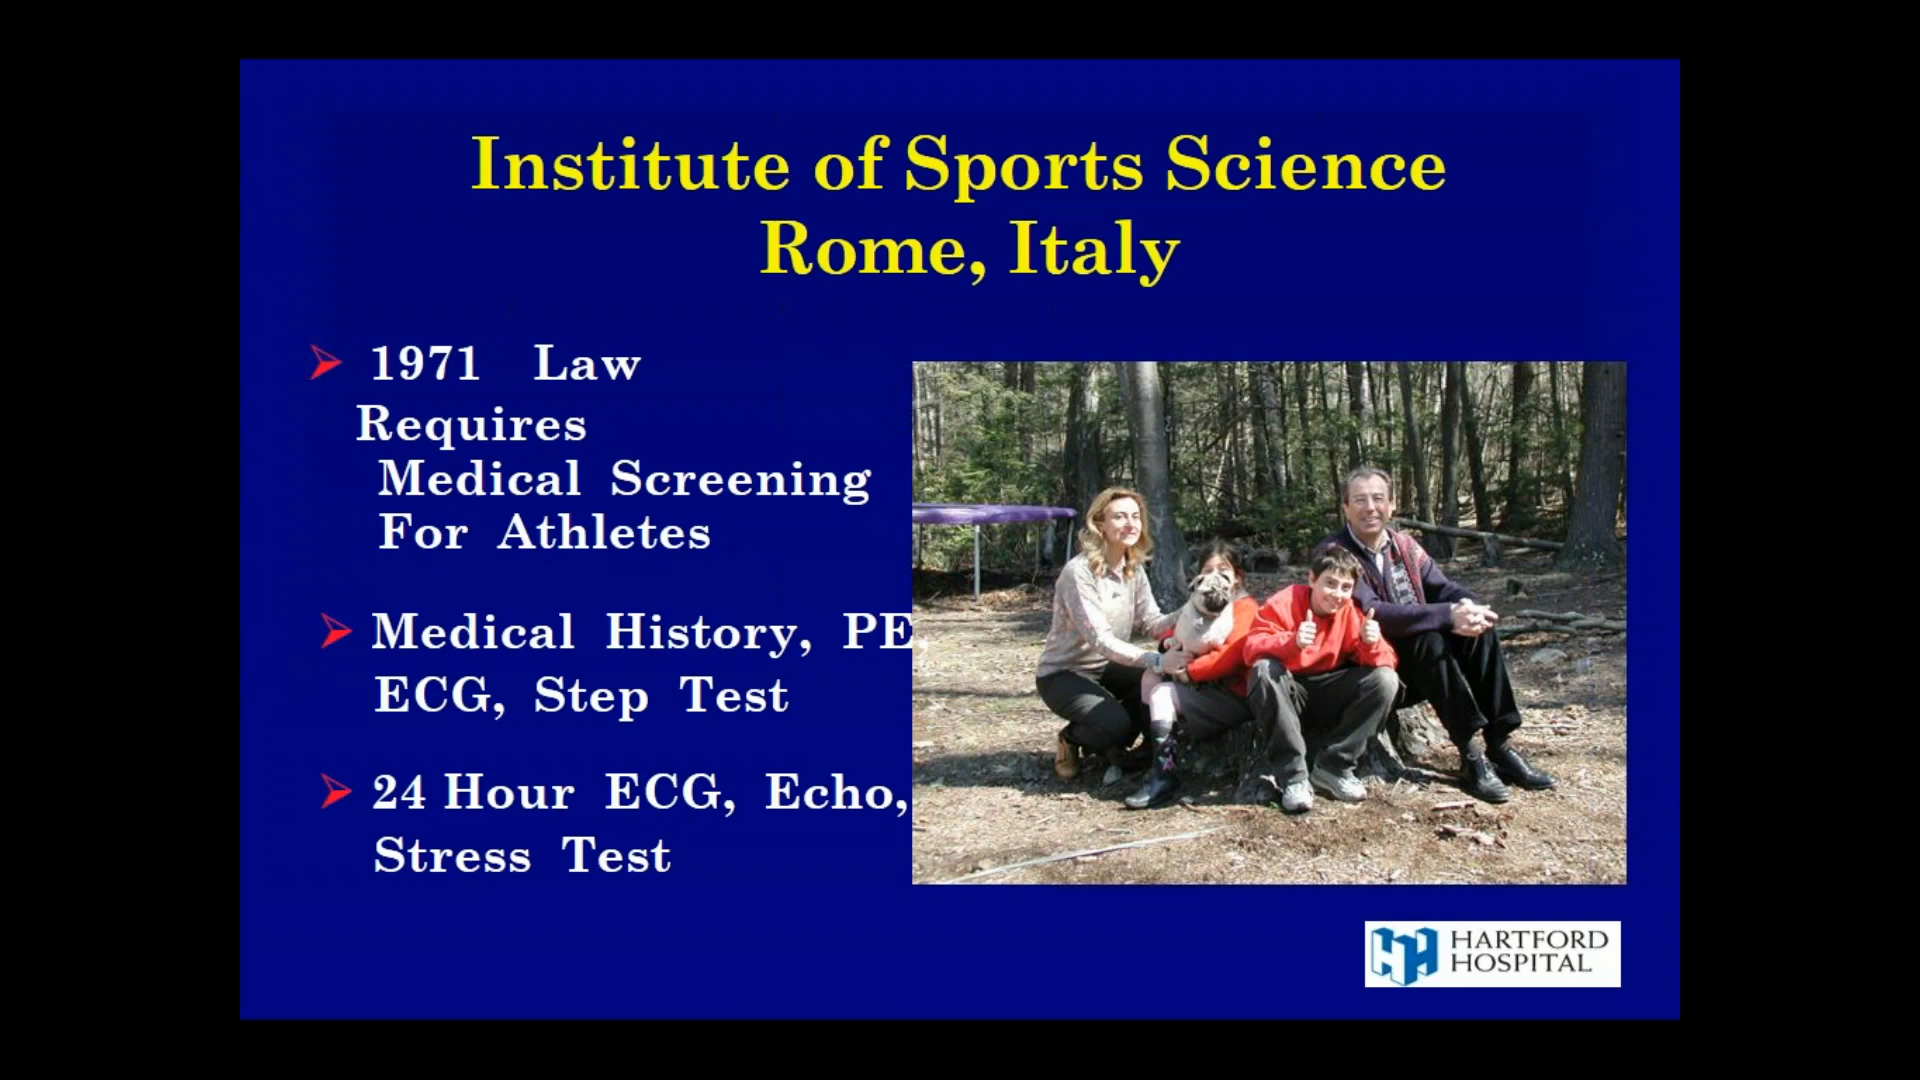 Institute of Sports Science
Rome, Italy
1971 Law
Requires
Medical Screening
For Athletes
Medical History, PE,
ECG, Step Test
24 Hour ECG, Echo,
Stress Test
HARTFORD
HOSPITAL